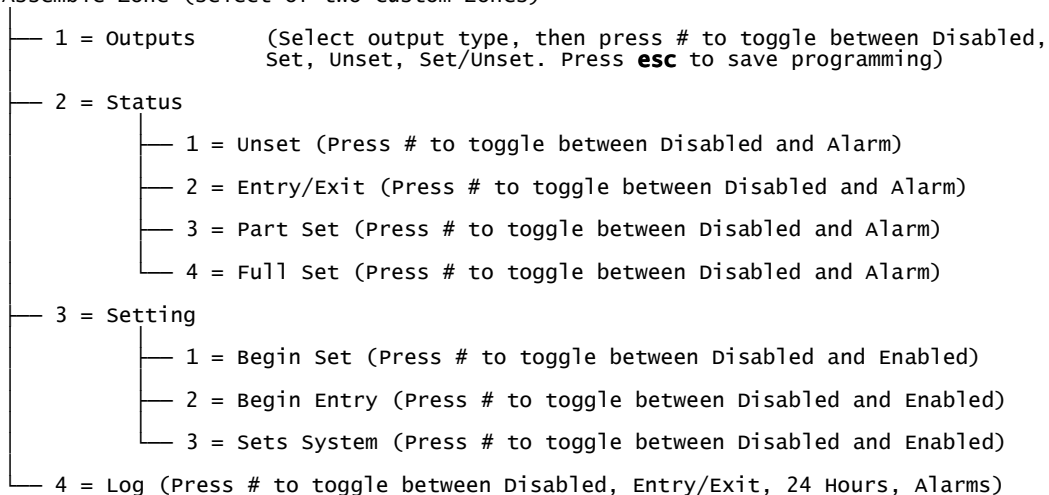 Assemble Zone (Select of two custom zones)
1 = Outputs (Select output type, then press # to toggle between Disabled,
Set, Unset, Set/Unset. Press esc to save programming)
2 = Status
1 = Unset (Press # to toggle between Disabled and Alarm)
2 = Entry/Exit (Press # to toggle between Disabled and Alarm)
3 = Part Set (Press # to toggle between Disabled and Alarm)
4 = Full Set (Press # to toggle between Disabled and Alarm)
3 = Setting
1 = Begin Set (Press # to toggle between Disabled and Enabled)
2 = Begin Entry (Press # to toggle between Disabled and Enabled)
3 = Sets System (Press # to toggle between Disabled and Enabled)
4 = Log (Press # to toggle between Disabled, Entry/Exit, 24 Hours, Alarms)